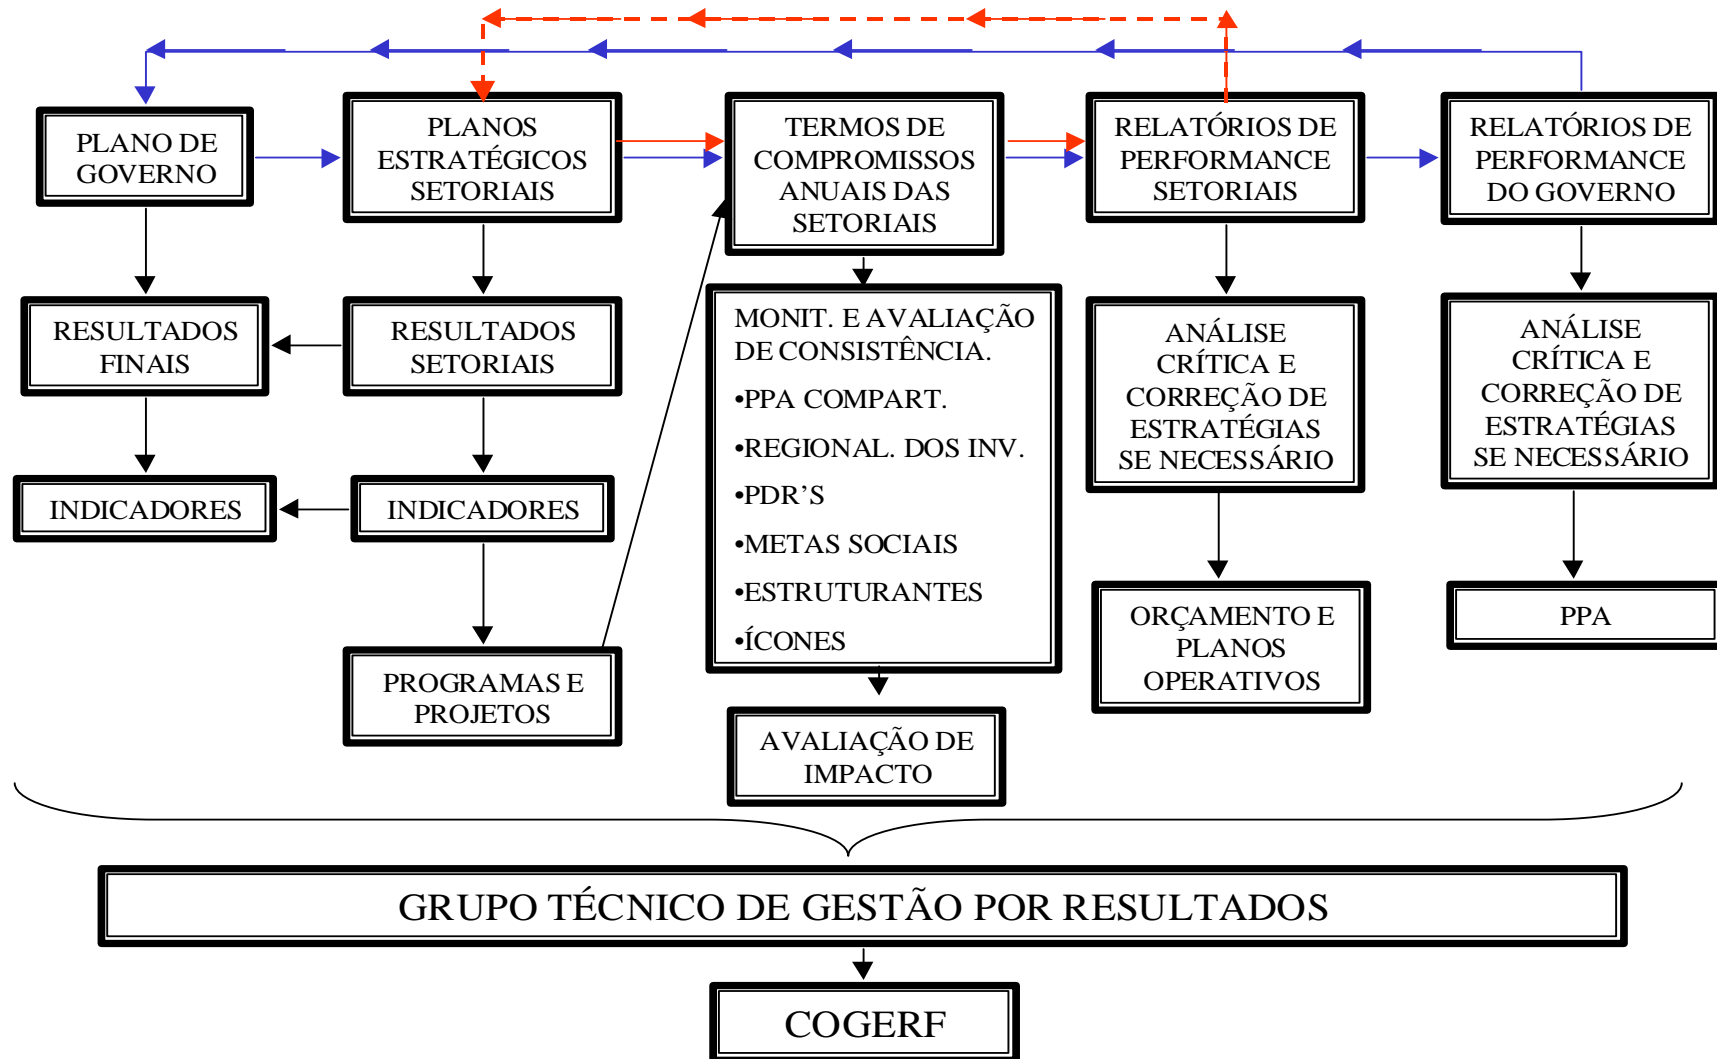 PLANO DE
GOVERNO
PLANOS
ESTRATÉGICOS
SETORIAIS
TERMOS DE
COMPROMISSOS
ANUAIS DAS
SETORIAIS
RELATÓRIOS DE
PERFORMANCE
SETORIAIS
RELATÓRIOS DE
PERFORMANCE
DO GOVERNO
RESULTADOS
FINAIS
RESULTADOS
SETORIAIS
MONIT. E AVALIAÇÃO
DE CONSISTÊNCIA.
•PPA COMPART.
•REGIONAL. DOS INV.
•PDR’S
•METAS SOCIAIS
•ESTRUTURANTES
•ÍCONES
ANÁLISE
CRÍTICA E
CORREÇÃO DE
ESTRATÉGIAS
SE NECESSÁRIO
ANÁLISE
CRÍTICA E
CORREÇÃO DE
ESTRATÉGIAS
SE NECESSÁRIO
INDICADORES
INDICADORES
PROGRAMAS E
PROJETOS
AVALIAÇÃO DE
IMPACTO
ORÇAMENTO E
PLANOS
OPERATIVOS
PPA
GRUPO TÉCNICO DE GESTÃO POR RESULTADOS
COGERF